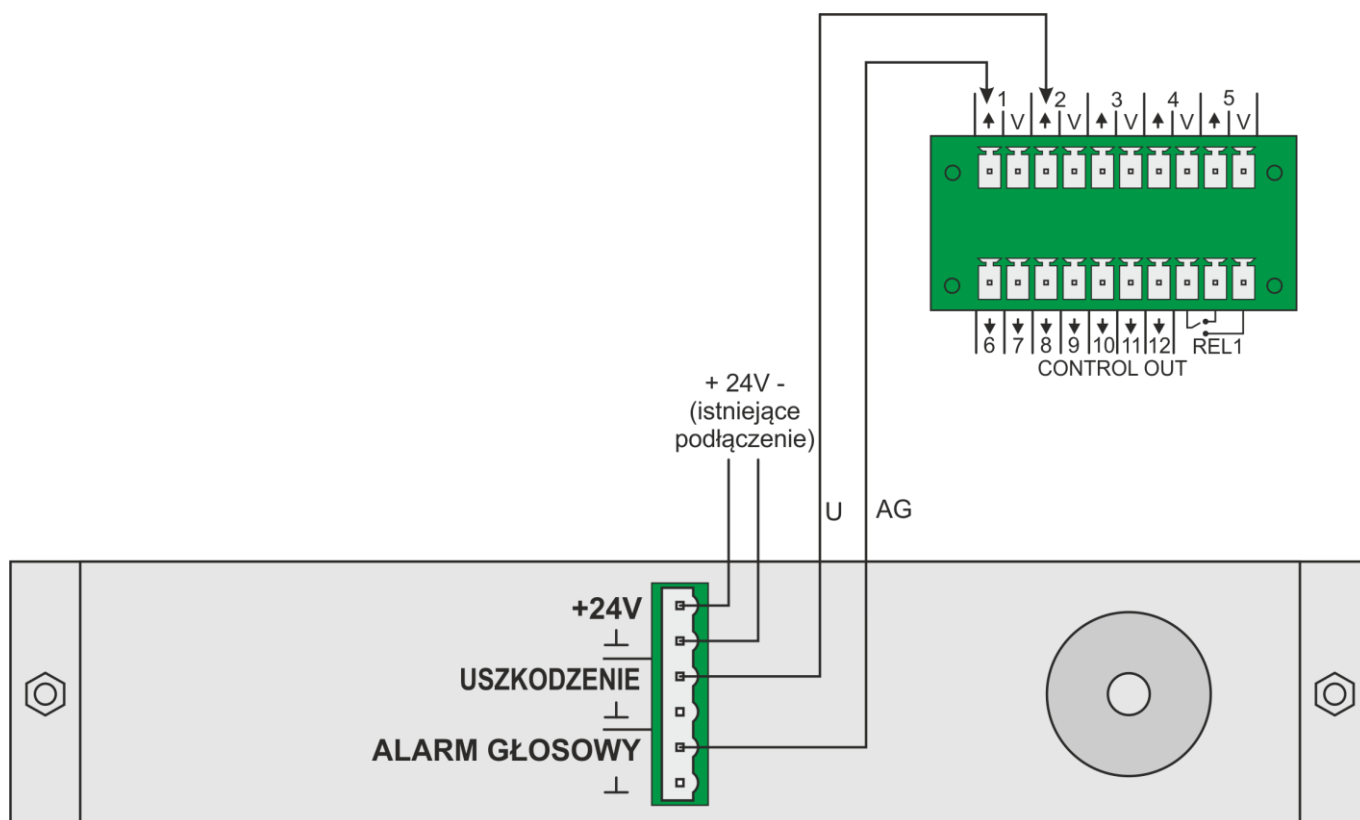 1 2 3 4 5
V V V V V
6 7 8 9 10 11 12 REL1
CONTROL OUT
+ 24V -
(istniejące
podłączenie)
U AG
+24V
USZKODZENIE
ALARM GŁOSOWY